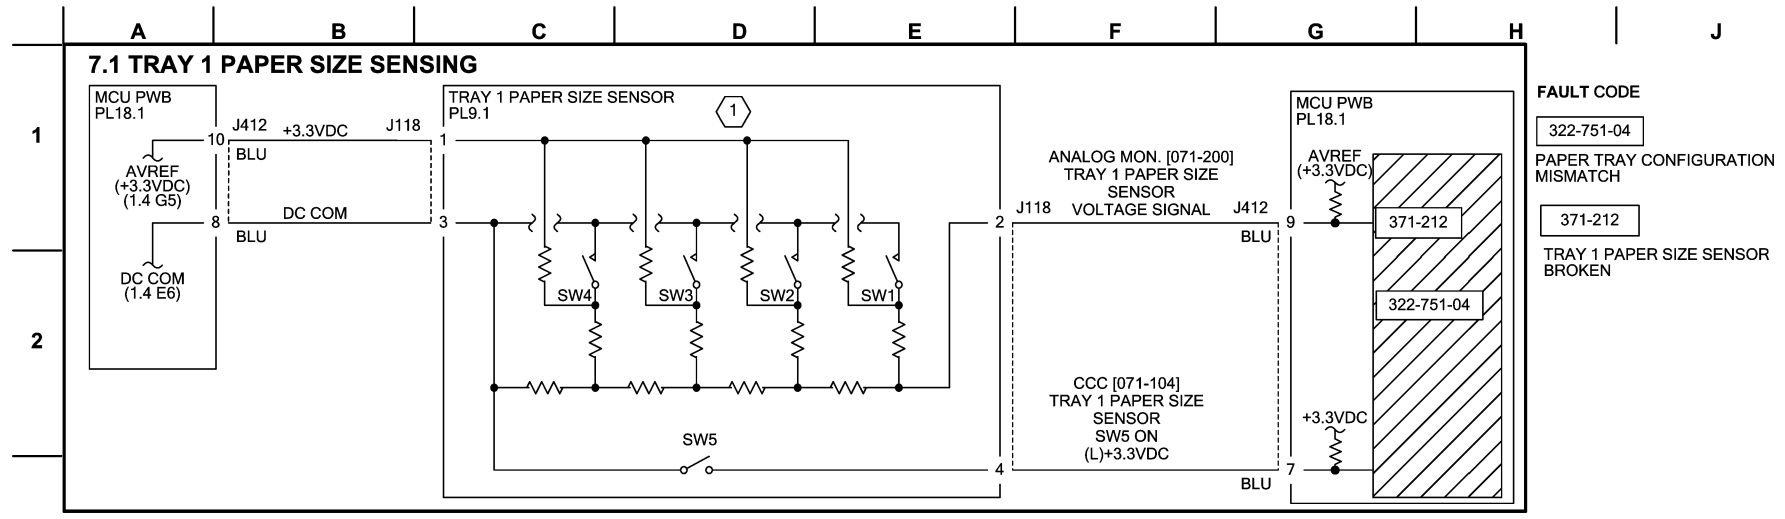 A B C D E F G H J
7.1 TRAY 1 PAPER SIZE SENSING
1
2
MCU PWB
PL18.1
10
J412
+3.3VDC
J118
1
BLU
AVREF
(+3.3VDC)
(1.4 G5)
8
DC COM
3
BLU
DC COM
(1.4 E6)
TRAY 1 PAPER SIZE SENSOR
PL9.1
1
SW4
SW3
SW2
SW1
SW5
2
4
ANALOG MON. [071-200]
TRAY 1 PAPER SIZE
SENSOR
VOLTAGE SIGNAL
J118
J412
BLU
9
CCC [071-104]
TRAY 1 PAPER SIZE
SENSOR
SW5 ON
(L)+3.3VDC
BLU
7
MCU PWB
PL18.1
AVREF
(+3.3VDC)
371-212
322-751-04
+3.3VDC
FAULT CODE
322-751-04
PAPER TRAY CONFIGURATION
MISMATCH
371-212
TRAY 1 PAPER SIZE SENSOR
BROKEN